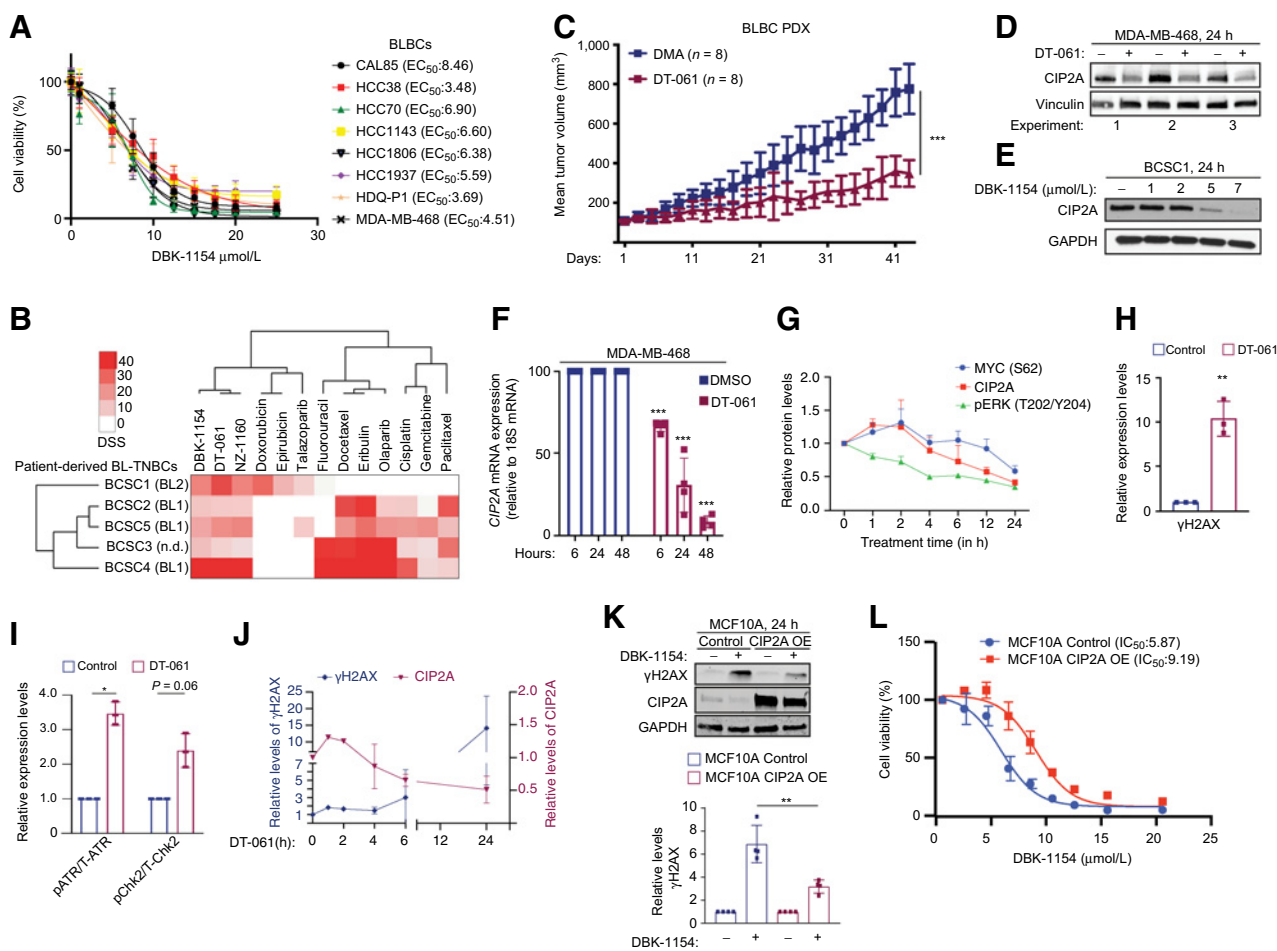 A
BLBCs
CAL85 (EC50:8.46)
HCC38 (EC50:3.48)
HCC70 (EC50:6.90)
HCC1143 (EC50:6.60)
HCC1806 (EC50:6.38)
HCC1937 (EC50:5.59)
HDQ-P1 (EC50:3.69)
MDA-MB-468 (EC50:4.51)
Cell viability (%)
100
50
0
0 10 20 30
DBK-1154 μmol/L
C
BLBC PDX
DMA (n = 8)
DT-061 (n = 8)
Mean tumor volume (mm3)
1,000
800
600
400
200
***
Days: 1 11 21 31 41
D
MDA-MB-468, 24 h
DT-061: – + – + – +
CIP2A
Vinculin
Experiment: 1 2 3
E
BCSC1, 24 h
DBK-1154 (μmol/L): – 1 2 5 7
CIP2A
GAPDH
B
40
30
20
10
0
DSS
DBK-1154
DT-061
NZ-1160
Doxorubicin
Epirubicin
Talazoparib
Fluorouracil
Docetaxel
Eribulin
Olaparib
Cisplatin
Gemcitabine
Paclitaxel
Patient-derived BL-TNBCs
BCSC1 (BL2)
BCSC2 (BL1)
BCSC5 (BL1)
BCSC3 (n.d.)
BCSC4 (BL1)
F
MDA-MB-468
DMSO
DT-061
CIP2A mRNA expression
(relative to 18S mRNA)
100
50
0
*** *** ***
Hours: 6 24 48 6 24 48
G
MYC (S62)
CIP2A
pERK (T202/Y204)
Relative protein levels
2.0
1.5
1.0
0.5
0.0
0 1 2 4 6 12 24
Treatment time (in h)
H
Control DT-061
Relative expression levels
15
10
5
0
**
γH2AX
I
Control DT-061
Relative expression levels
4.0
3.0
2.0
1.0
0
* P = 0.06
pATR/T-ATR
pChk2/T-Chk2
J
γH2AX CIP2A
Relative levels of γH2AX
25
20
15
10
7
5
3
1
Relative levels of CIP2A
2.0
1.5
1.0
0.5
DT-061(h): 0 2 4 6 12 24
K
MCF10A, 24 h
Control CIP2A OE
DBK-1154: – + – +
γH2AX
CIP2A
GAPDH
MCF10A Control
MCF10A CIP2A OE
Relative levels
γH2AX
10
8
6
4
2
0
**
DBK-1154: – + – +
L
MCF10A Control (IC50:5.87)
MCF10A CIP2A OE (IC50:9.19)
Cell viability (%)
150
100
50
0
0 5 10 15 20 25
DBK-1154 (μmol/L)